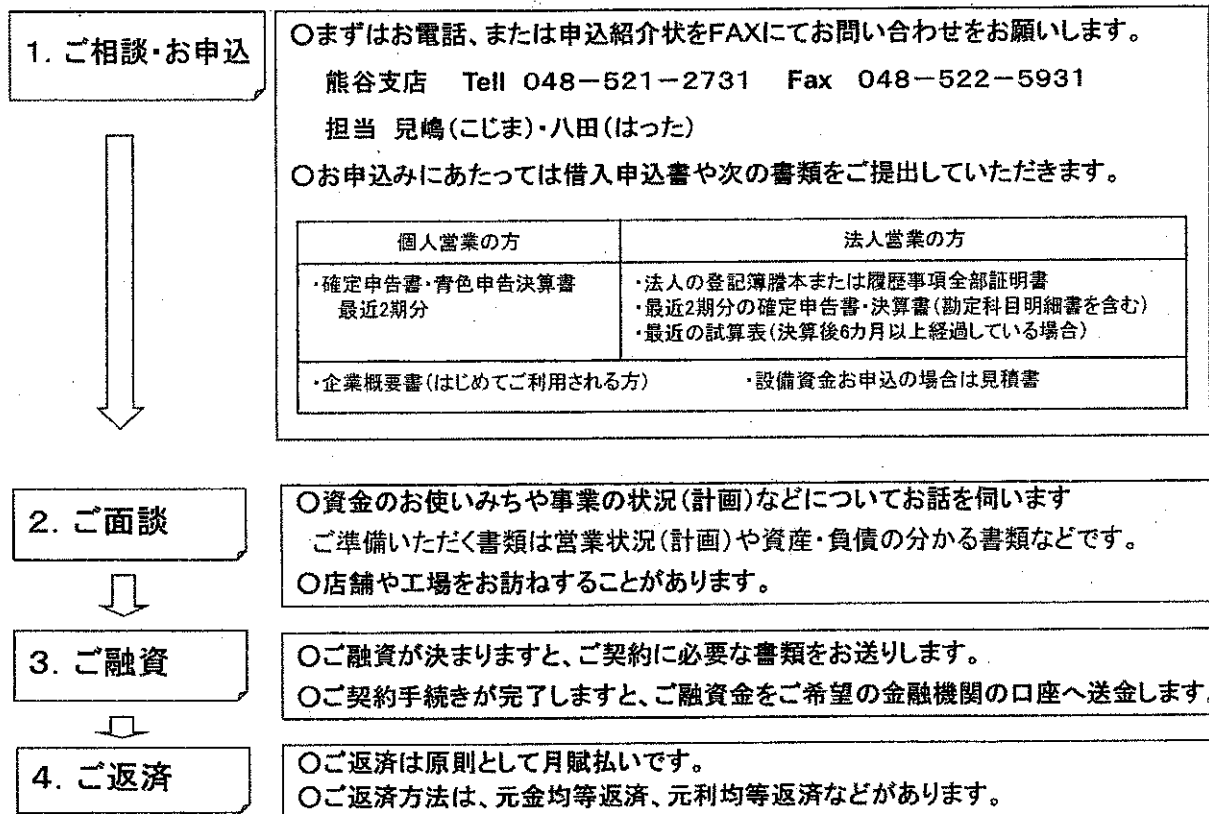 1. ご相談・お申込
〇まずはお電話、または申込紹介状をFAXにてお問い合わせをお願いします。
熊谷支店 Tell 048-521-2731 Fax 048-522-5931
担当 児嶋(こじま)・八田(はった)
〇お申込みにあたっては借入申込書や次の書類をご提出していただきます。
個人営業の方
法人営業の方
・確定申告書・青色申告決算書
最近2期分
・法人の登記簿謄本または履歴事項全部証明書
・最近2期分の確定申告書・決算書(勘定科目明細書を含む)
・最近の試算表(決算後6カ月以上経過している場合)
・企業概要書(はじめてご利用される方) ・設備資金お申込の場合は見積書
2. ご面談
〇資金のお使いみちや事業の状況(計画)などについてお話を伺います
ご準備いただく書類は営業状況(計画)や資産・負債の分かる書類などです。
〇店舗や工場をお訪ねすることがあります。
3. ご融資
〇ご融資が決まりますと、ご契約に必要な書類をお送りします。
〇ご契約手続きが完了しますと、ご融資金をご希望の金融機関の口座へ送金します。
4. ご返済
〇ご返済は原則として月賦払いです。
〇ご返済方法は、元金均等返済、元利均等返済などがあります。